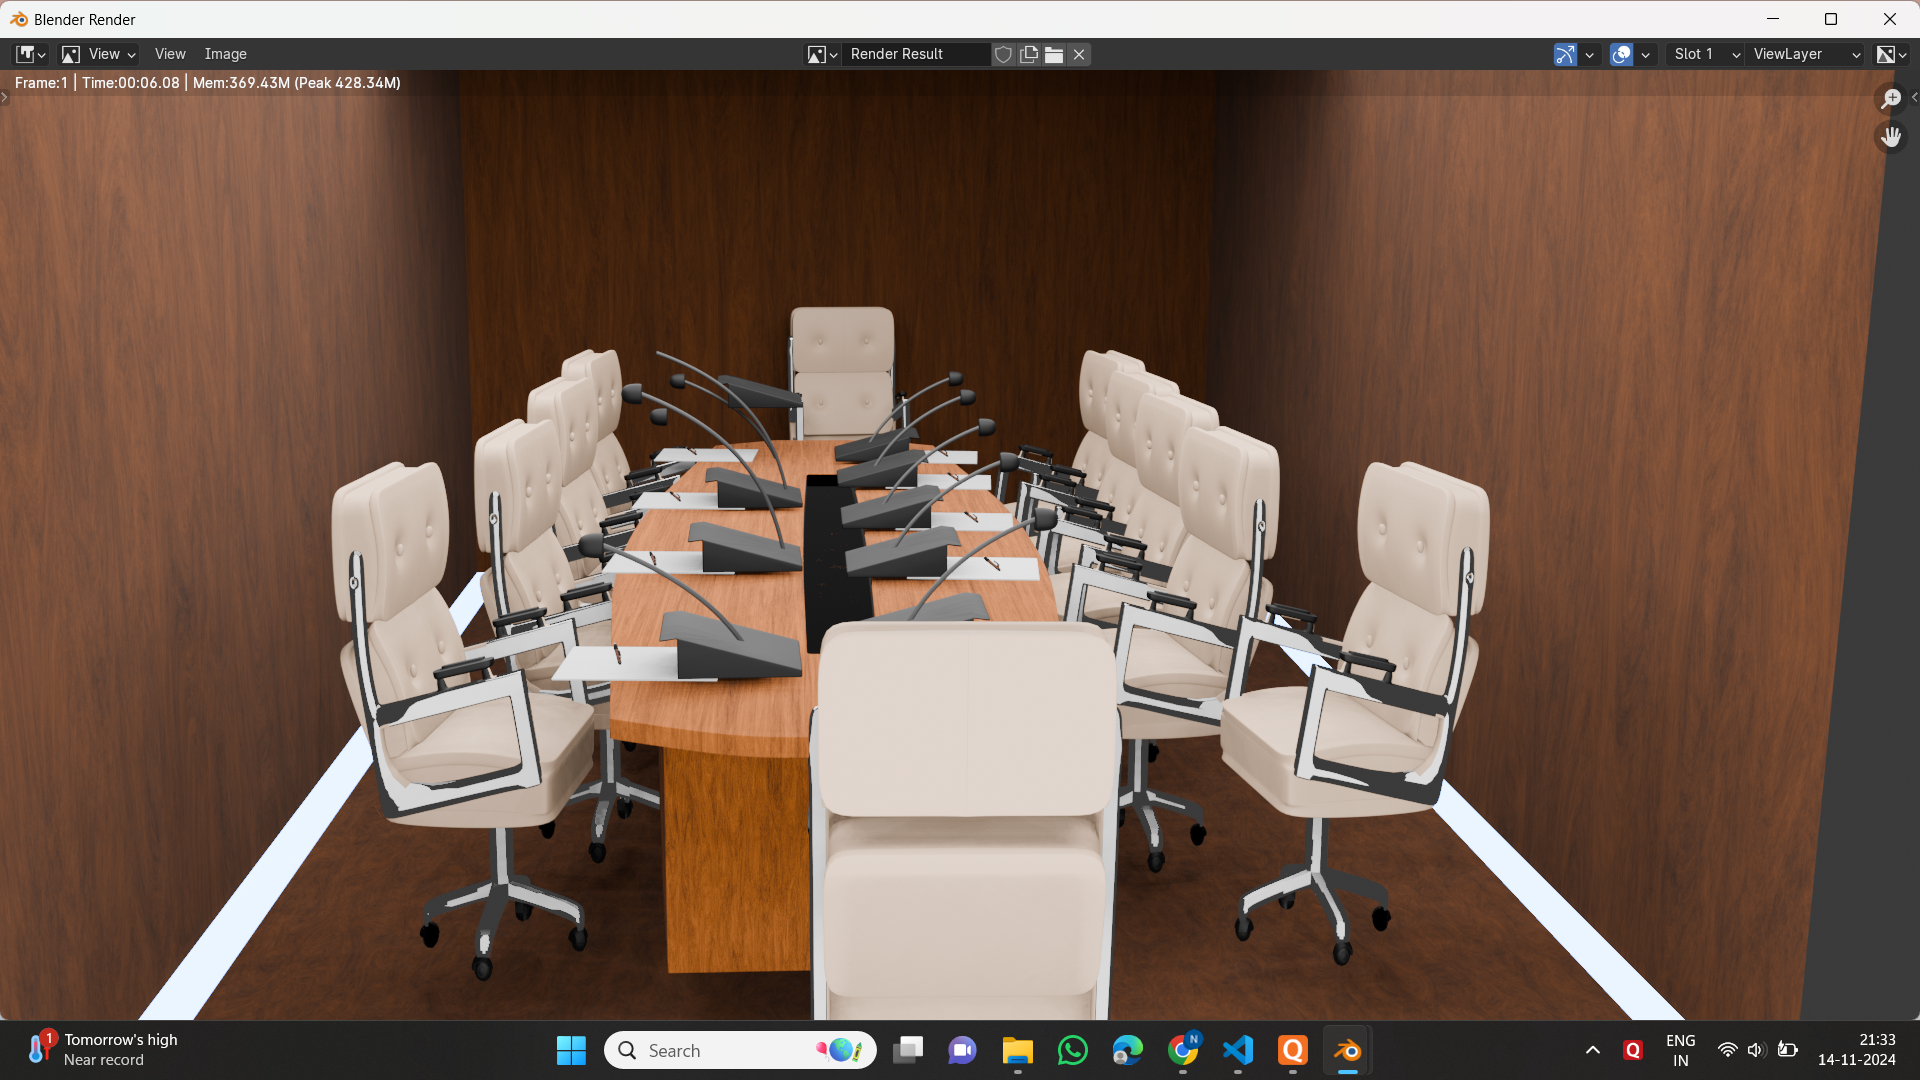 Blender Render
View View Image Render Result Slot 1 ViewLayer
Frame:1 | Time:00:06.08 | Mem:369.43M (Peak 428.34M)
1
Tomorrow's high
Near record
Search
N
Q
Q
ENG
IN
21:33
14-11-2024